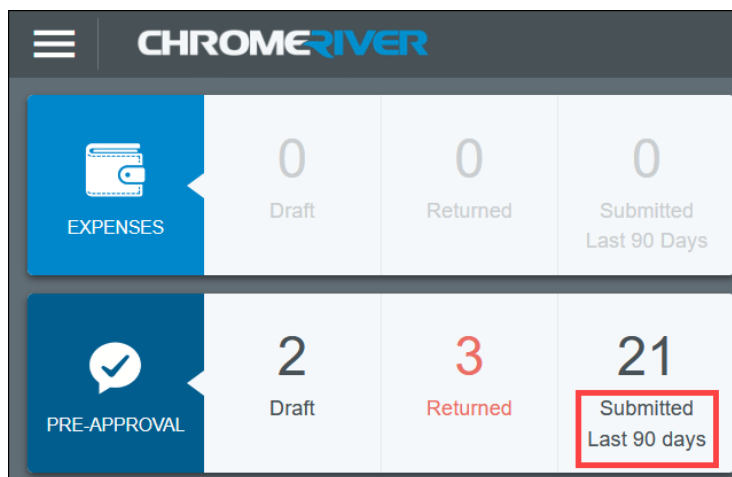 CHROMERIVER
0
Draft
0
Returned
0
Submitted
Last 90 Days
EXPENSES
2
Draft
3
Returned
21
Submitted
Last 90 days
PRE-APPROVAL